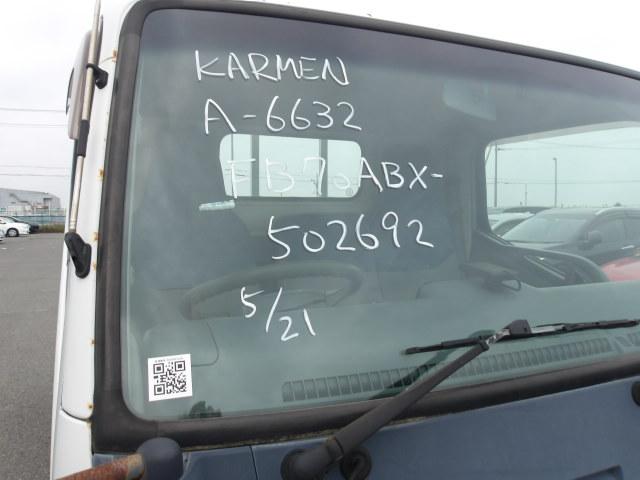 KARMEN
A-6632
FB70ABX-
502692
5/21